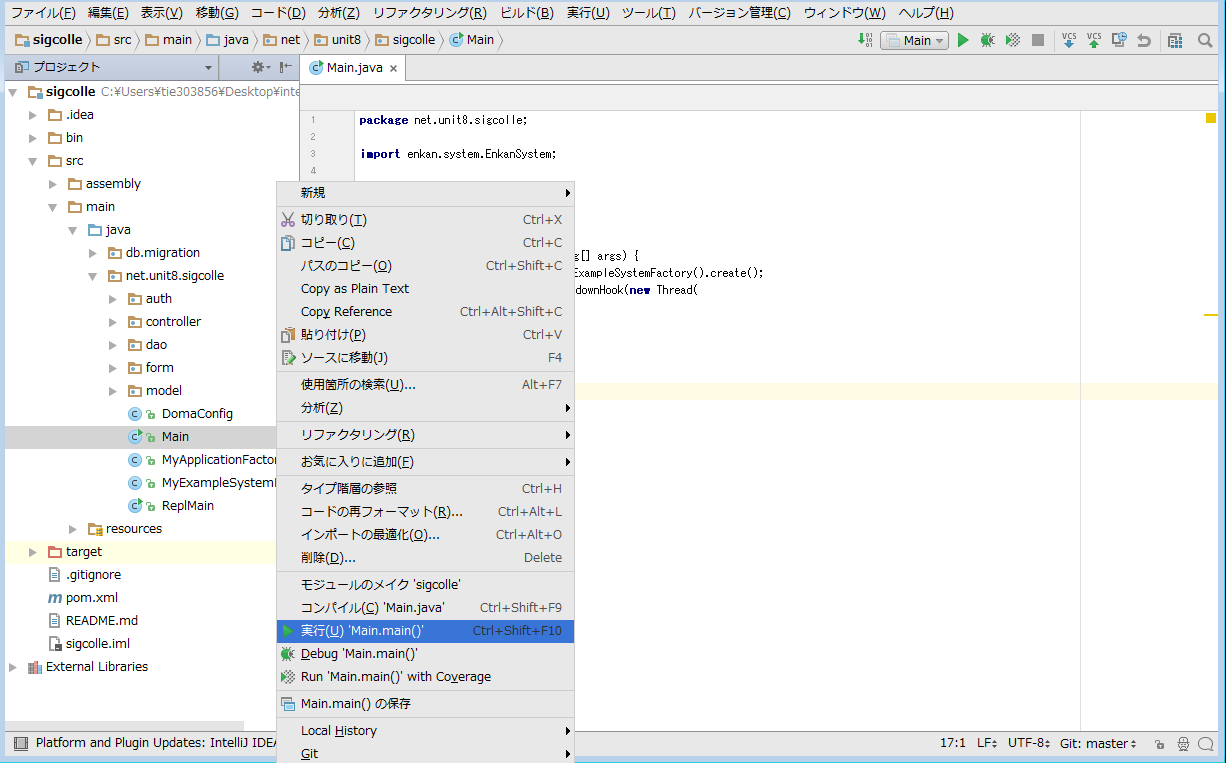 ファイル(F) 編集(E) 表示(V) 移動(G) コード(D) 分析(Z) リファクタリング(R) ビルド(B) 実行(U) ツール(T) バージョン管理(C) ウィンドウ(W) ヘルプ(H)
sigcolle src main java net unit8 sigcolle Main Main VCS VCS
プロジェクト Main.java
sigcolle C:¥Users¥tie303856¥Desktop¥inte
.idea
bin
src
assembly
main
java
db.migration
net.unit8.sigcolle
auth
controller
dao
form
model
DomaConfig
Main
MyApplicationFacto
MyExampleSystem
ReplMain
resources
target
.gitignore
pom.xml
README.md
sigcolle.iml
External Libraries
1 package net.unit8.sigcolle;
2
3 import enkan.system.EnkanSystem;
4
g[] args) {
ExampleSystemFactory().create();
downHook(new Thread(
新規
切り取り(T) Ctrl+X
コピー(C) Ctrl+C
パスのコピー(O) Ctrl+Shift+C
Copy as Plain Text
Copy Reference Ctrl+Alt+Shift+C
貼り付け(P) Ctrl+V
ソースに移動(J) F4
使用箇所の検索(U)... Alt+F7
分析(Z)
リファクタリング(R)
お気に入りに追加(F)
タイプ階層の参照 Ctrl+H
コードの再フォーマット(R)... Ctrl+Alt+L
インポートの最適化(O)... Ctrl+Alt+O
削除(D)... Delete
モジュールのメイク 'sigcolle'
コンパイル(C) 'Main.java' Ctrl+Shift+F9
実行(U) 'Main.main()' Ctrl+Shift+F10
Debug 'Main.main()'
Run 'Main.main()' with Coverage
Main.main() の保存
Local History
Git
Platform and Plugin Updates: IntelliJ IDEA 17:1 LF UTF-8 Git: master